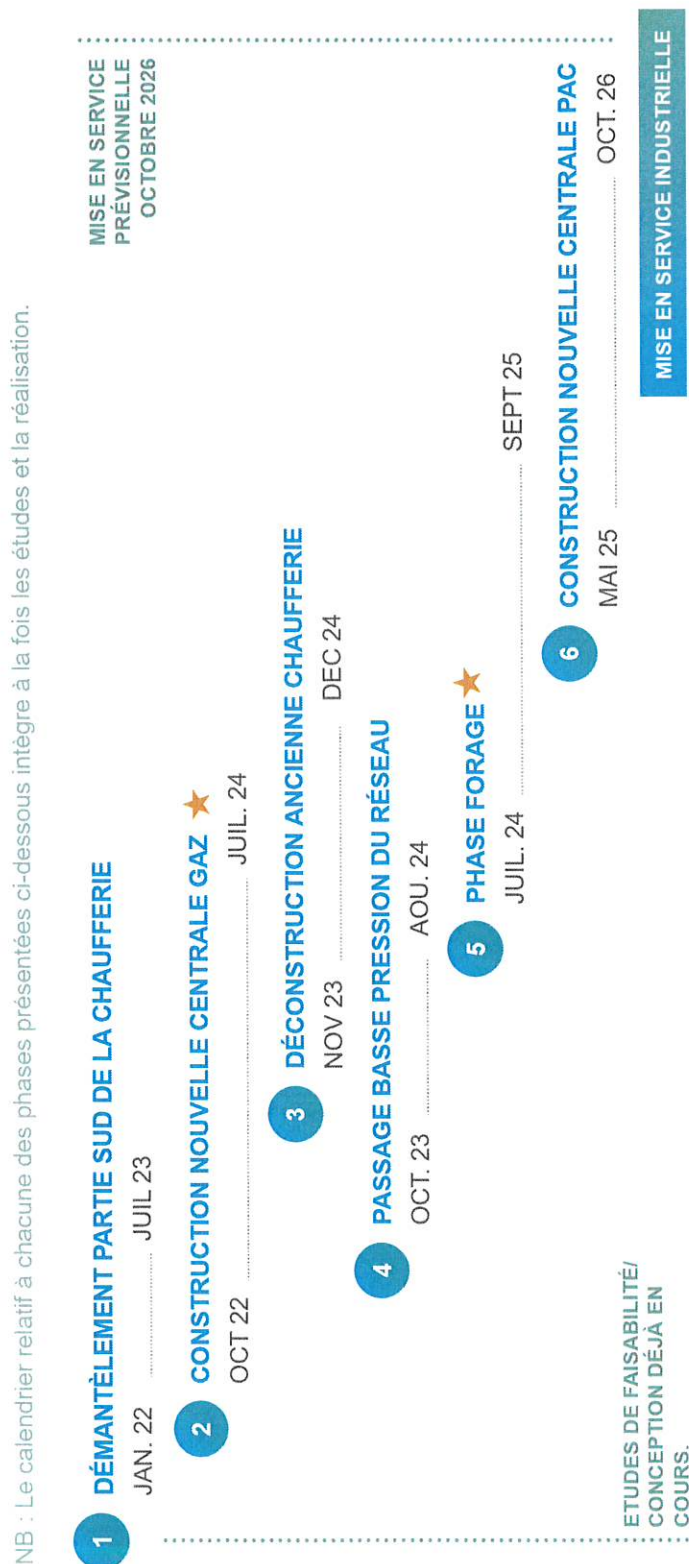 NB : Le calendrier relatif à chacune des phases présentées ci-dessous intègre à la fois les études et la réalisation.
MISE EN SERVICE
PRÉVISIONNELLE
OCTOBRE 2026
1 DÉMANTÈLEMENT PARTIE SUD DE LA CHAUFFERIE
JAN. 22 JUIL 23
2 CONSTRUCTION NOUVELLE CENTRALE GAZ
OCT 22 JUIL. 24
3 DÉCONSTRUCTION ANCIENNE CHAUFFERIE
NOV 23 DEC 24
4 PASSAGE BASSE PRESSION DU RÉSEAU
OCT. 23 AOU. 24
5 PHASE FORAGE
JUIL. 24 SEPT 25
6 CONSTRUCTION NOUVELLE CENTRALE PAC
MAI 25 OCT. 26
ETUDES DE FAISABILITÉ/
CONCEPTION DÉJÀ EN
COURS.
MISE EN SERVICE INDUSTRIELLE